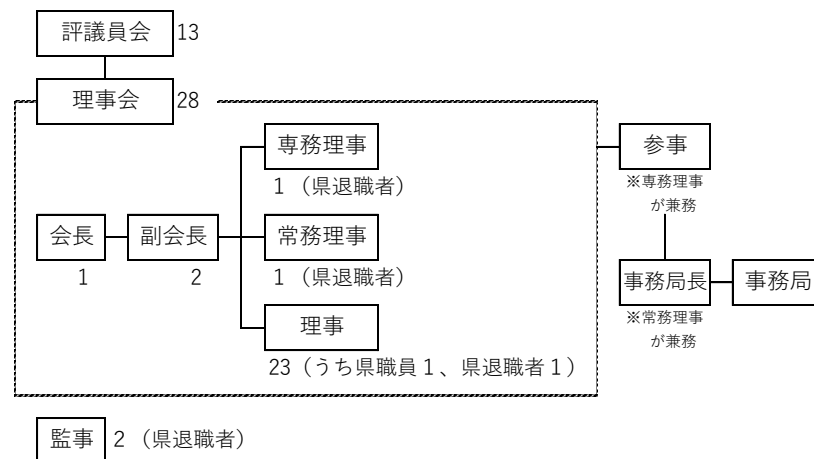 評議員会 13
理事会 28
専務理事
1（県退職者）
参事
※専務理事
が兼務
会長
1
副会長
2
常務理事
1（県退職者）
事務局長
※常務理事
が兼務
事務局
理事
23（うち県職員１、県退職者１）
監事 2（県退職者）